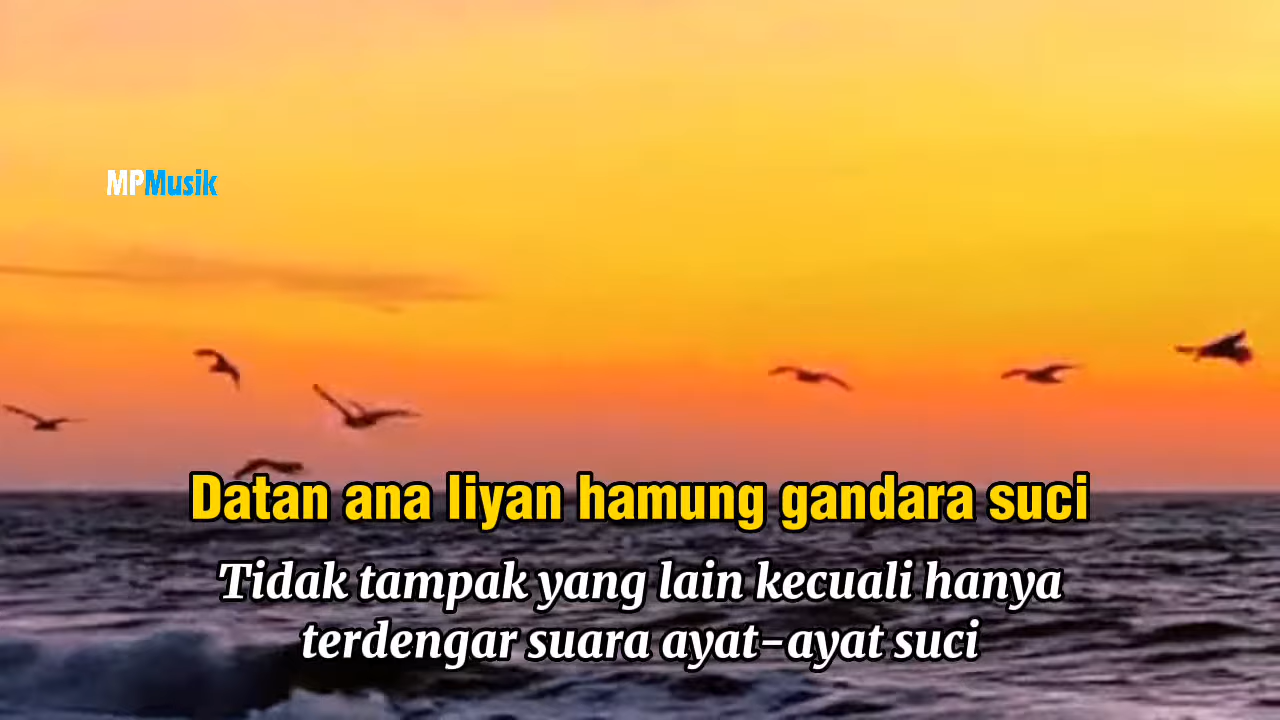 MPMusik
Datan ana liyan hamung gandara suci
Tidak tampak yang lain kecuali hanya
terdengar suara ayat-ayat suci